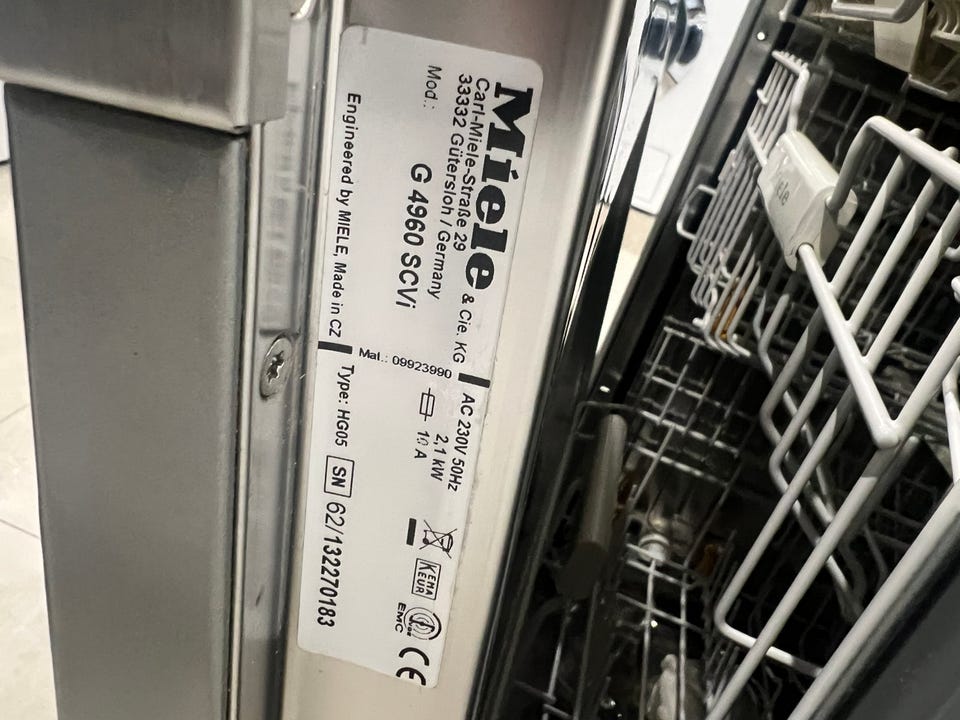 Miele & Cie. KG
Carl-Miele-Straße 29
33332 Gütersloh / Germany
Mod.: G 4960 SCVi
Engineered by MIELE, Made in CZ
Mat.: 09923990
AC 230V 50Hz
2,1 kW
10 A
Type: HG05 SN 62/132270183
KEMA
KEUR
EMC
CE